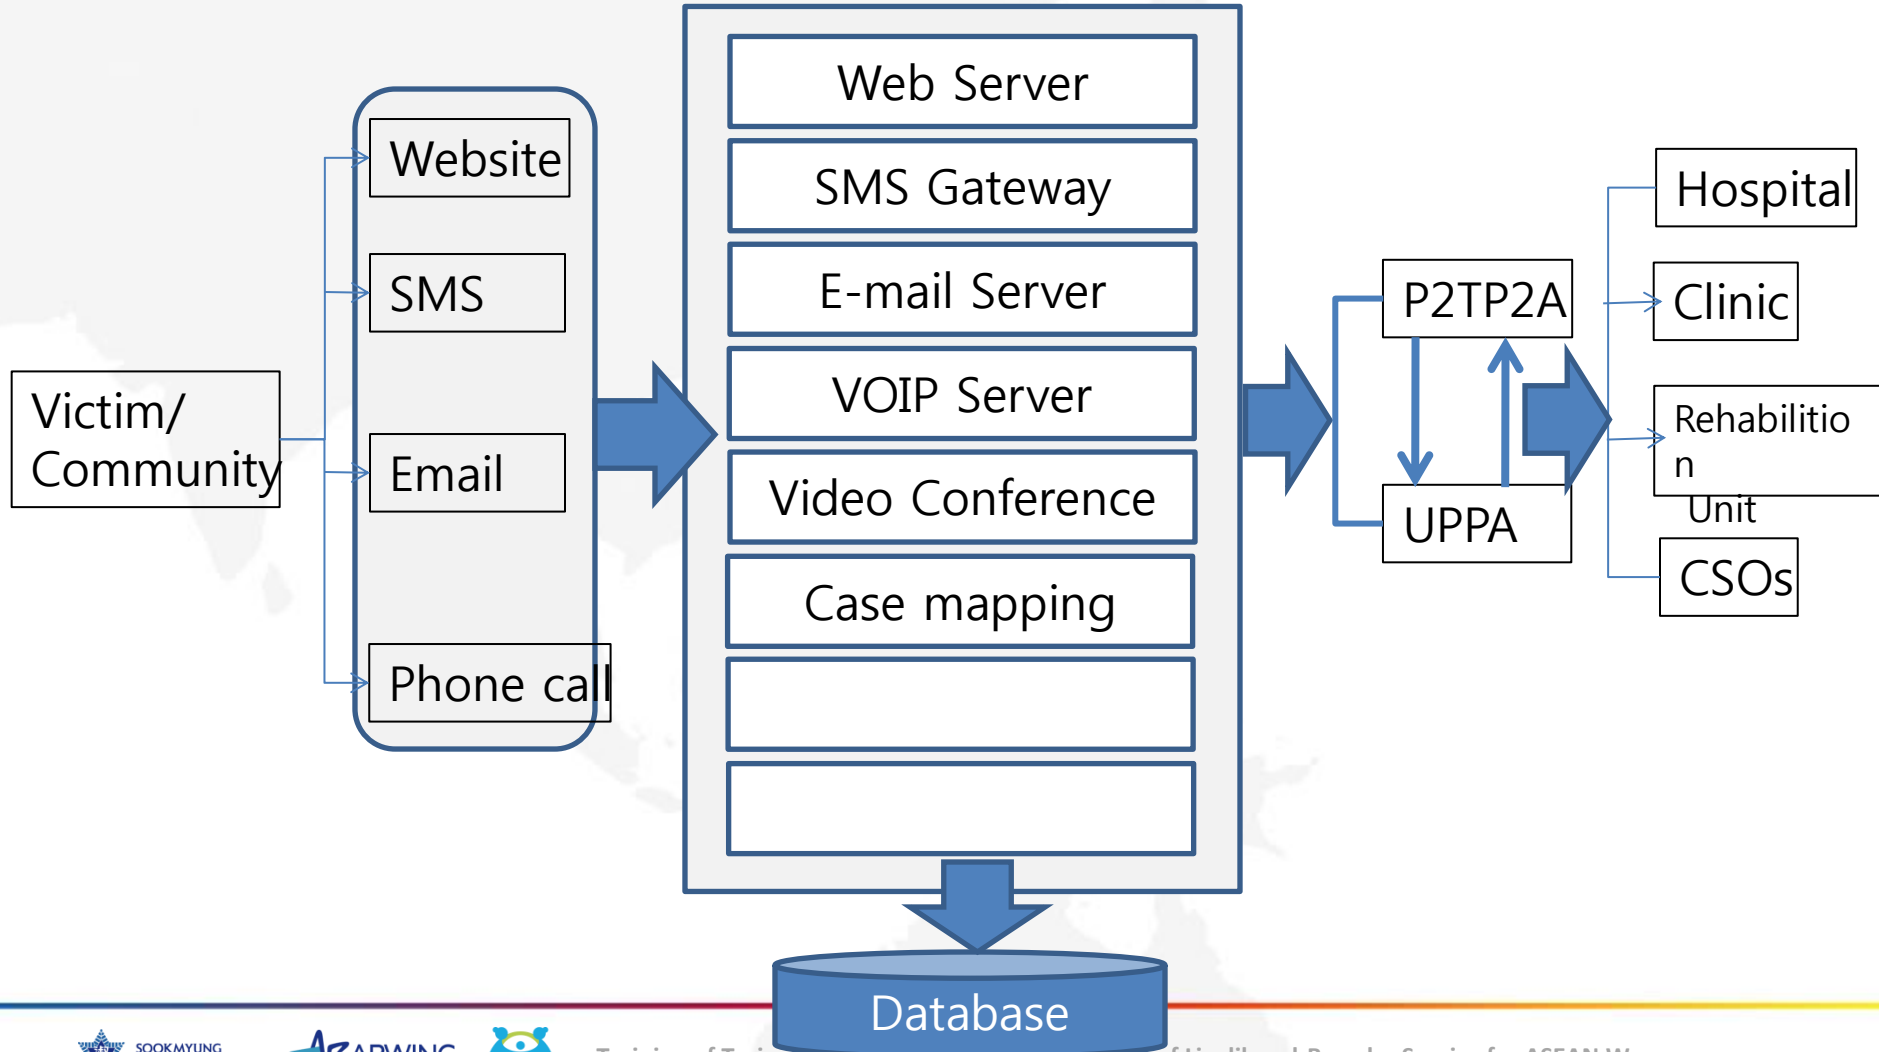 Web Server
SMS Gateway
E-mail Server
VOIP Server
Video Conference
Case mapping
Website
SMS
Email
Phone call
Victim/
Community
P2TP2A
UPPA
Hospital
Clinic
Rehabilitio
n
Unit
CSOs
Database
SOOKMYUNG
APWING